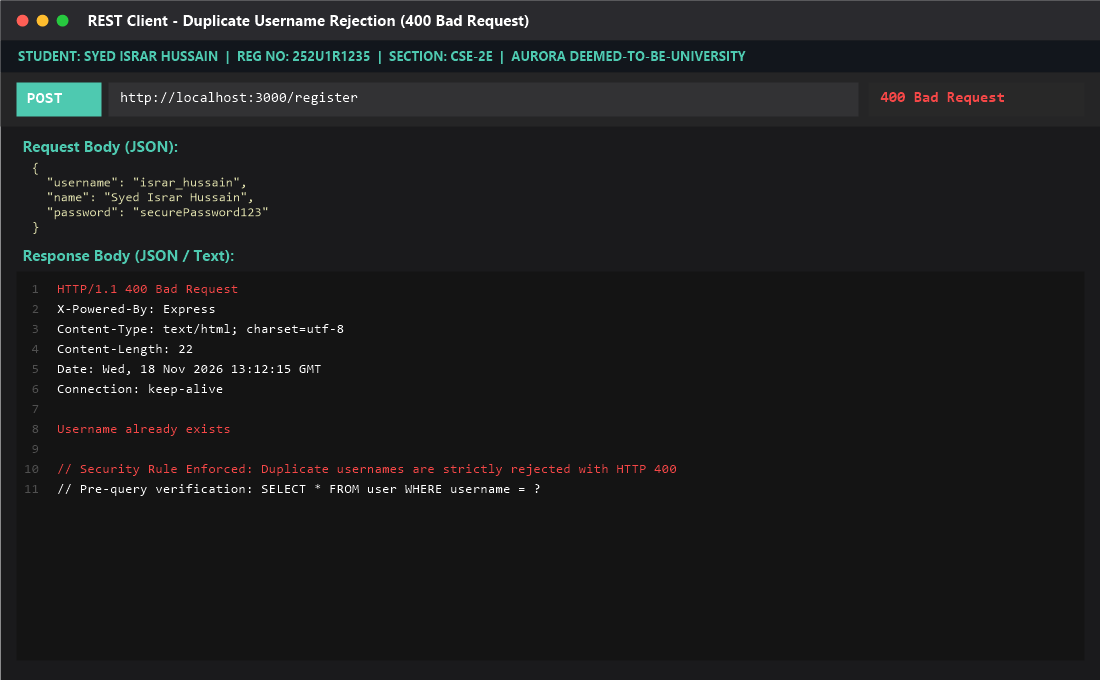 REST Client - Duplicate Username Rejection (400 Bad Request)
STUDENT: SYED ISRAR HUSSAIN | REG NO: 252U1R1235 | SECTION: CSE-2E | AURORA DEEMED-TO-BE-UNIVERSITY
POST http://localhost:3000/register 400 Bad Request
Request Body (JSON):
{
"username": "israr_hussain",
"name": "Syed Israr Hussain",
"password": "securePassword123"
}
Response Body (JSON / Text):
1 HTTP/1.1 400 Bad Request
2 X-Powered-By: Express
3 Content-Type: text/html; charset=utf-8
4 Content-Length: 22
5 Date: Wed, 18 Nov 2026 13:12:15 GMT
6 Connection: keep-alive
7
8 Username already exists
9
10 // Security Rule Enforced: Duplicate usernames are strictly rejected with HTTP 400
11 // Pre-query verification: SELECT * FROM user WHERE username = ?